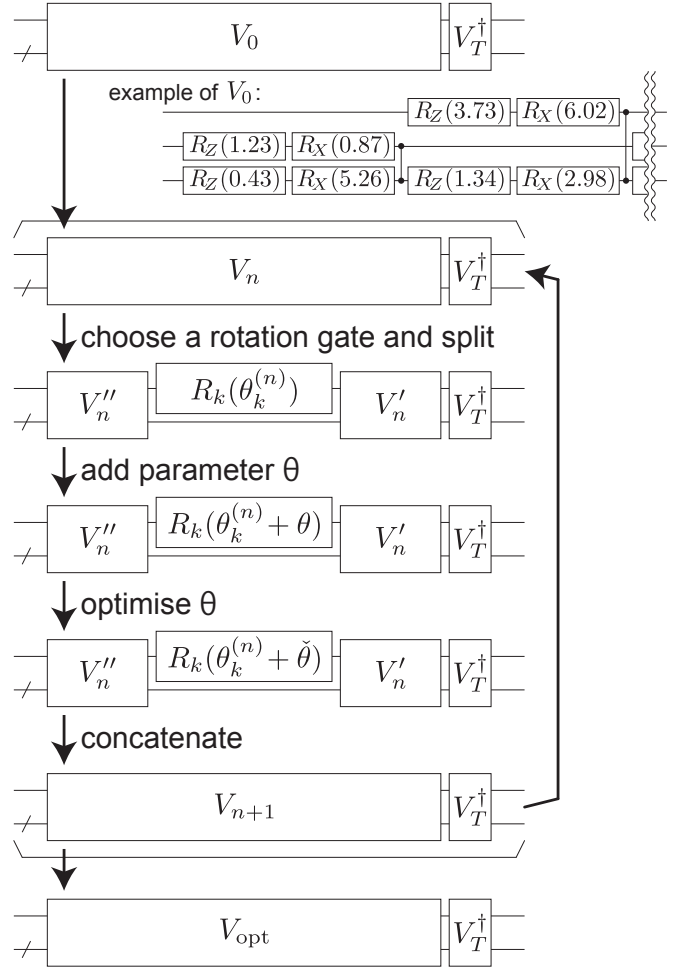 V_0 V_T^†
example of V_0:
R_Z(3.73) R_X(6.02)
R_Z(1.23) R_X(0.87)
R_Z(0.43) R_X(5.26) R_Z(1.34) R_X(2.98)
V_n V_T^†
choose a rotation gate and split
V_n'' R_k(θ_k^{(n)}) V_n' V_T^†
add parameter θ
V_n'' R_k(θ_k^{(n)} + θ) V_n' V_T^†
optimise θ
V_n'' R_k(θ_k^{(n)} + θ̌) V_n' V_T^†
concatenate
V_{n+1} V_T^†
V_opt V_T^†